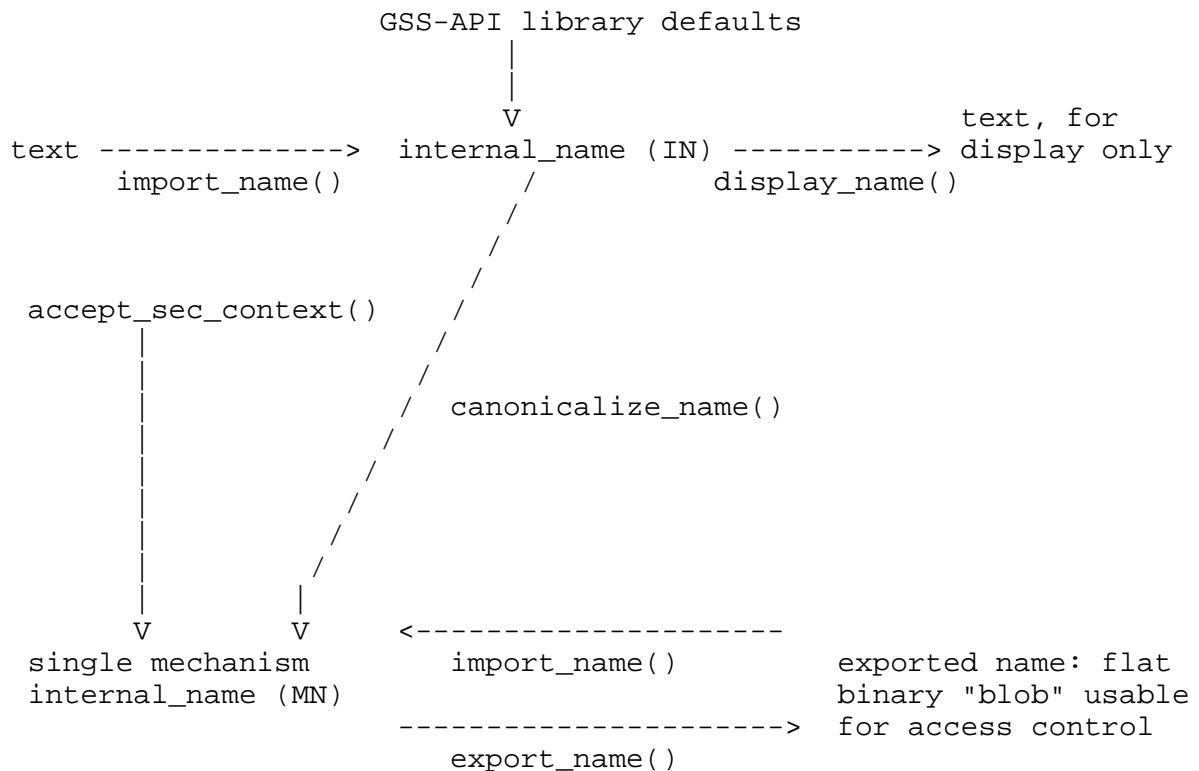 GSS-API library defaults
|
|
V text, for
text --------------> internal_name (IN) -----------> display only
import_name() / display_name()
/
/
/
accept_sec_context() /
| /
| /
| / canonicalize_name()
| /
| /
| /
| /
| /
| |
V V <---------------------
single mechanism import_name() exported name: flat
internal_name (MN) binary "blob" usable
----------------------> for access control
export_name()